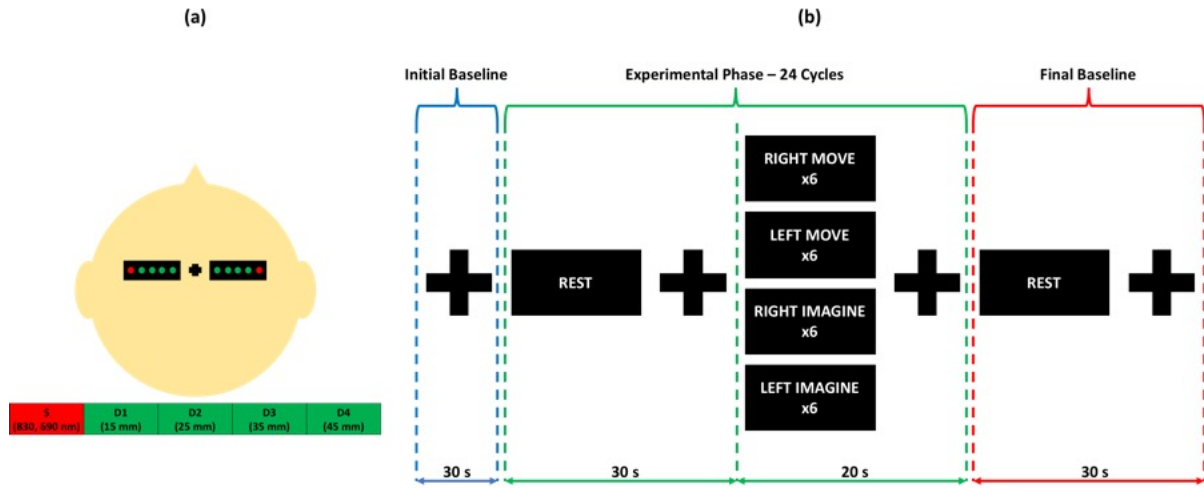 (a)
S
(830, 690 nm)
D1
(15 mm)
D2
(25 mm)
D3
(35 mm)
D4
(45 mm)
(b)
Initial Baseline
Experimental Phase – 24 Cycles
Final Baseline
REST
RIGHT MOVE
x6
LEFT MOVE
x6
RIGHT IMAGINE
x6
LEFT IMAGINE
x6
REST
30 s
30 s
20 s
30 s